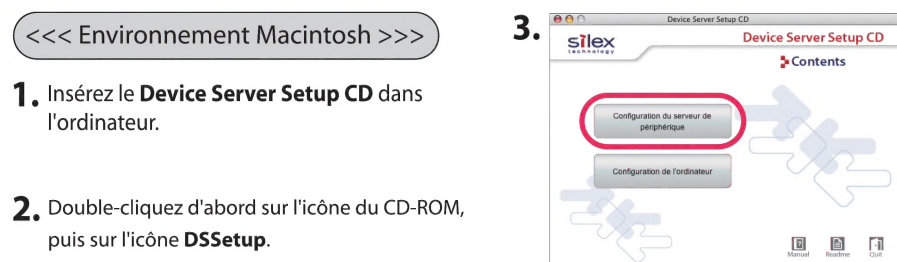 <<< Environnement Macintosh >>>
1. Insérez le Device Server Setup CD dans
l'ordinateur.
2. Double-cliquez d'abord sur l'icône du CD-ROM,
puis sur l'icône DSSetup.
3.
Device Server Setup CD
silex
technology
Device Server Setup CD
Contents
Configuration du serveur de
périphérique
Configuration de l'ordinateur
Manual Readme Quit